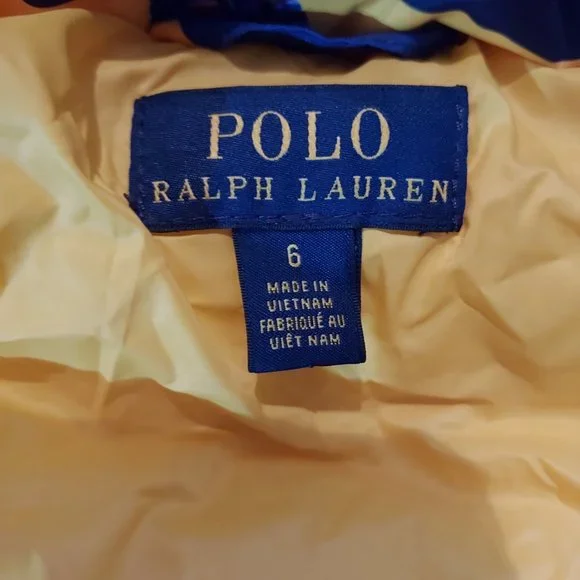 POLO
RALPH LAUREN
6
MADE IN
VIETNAM
FABRIQUÉ AU
VIÊT NAM